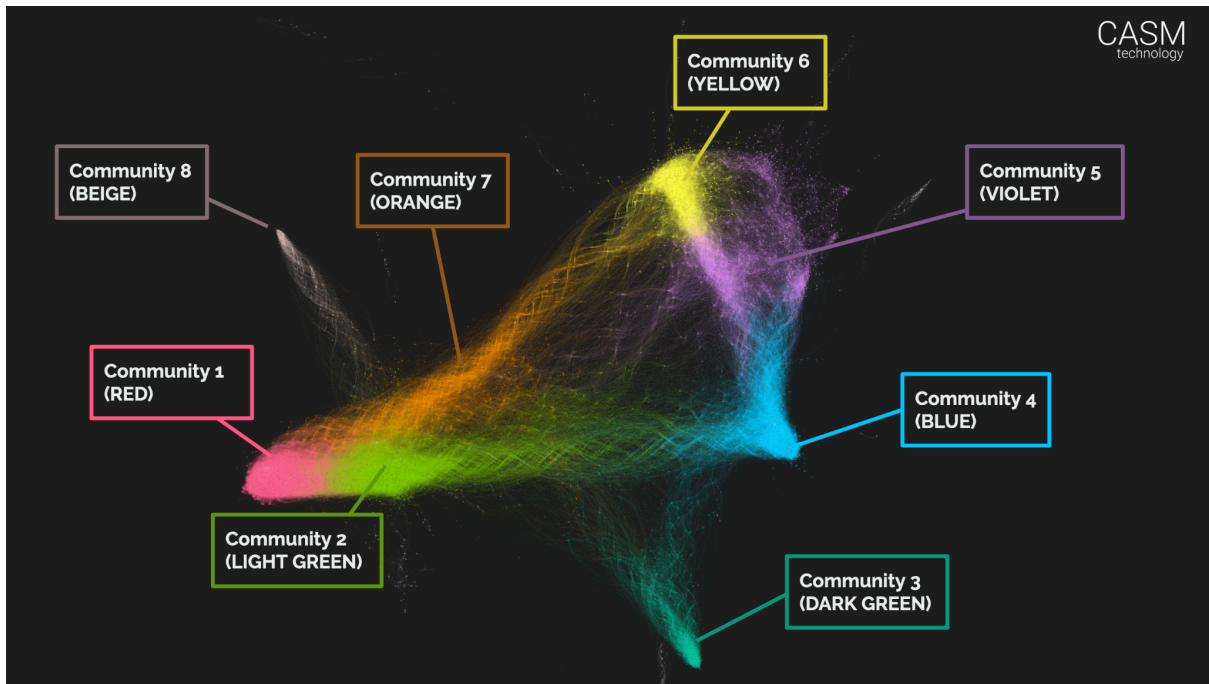 CASM
technology
Community 6
(YELLOW)
Community 8
(BEIGE)
Community 7
(ORANGE)
Community 5
(VIOLET)
Community 1
(RED)
Community 4
(BLUE)
Community 2
(LIGHT GREEN)
Community 3
(DARK GREEN)